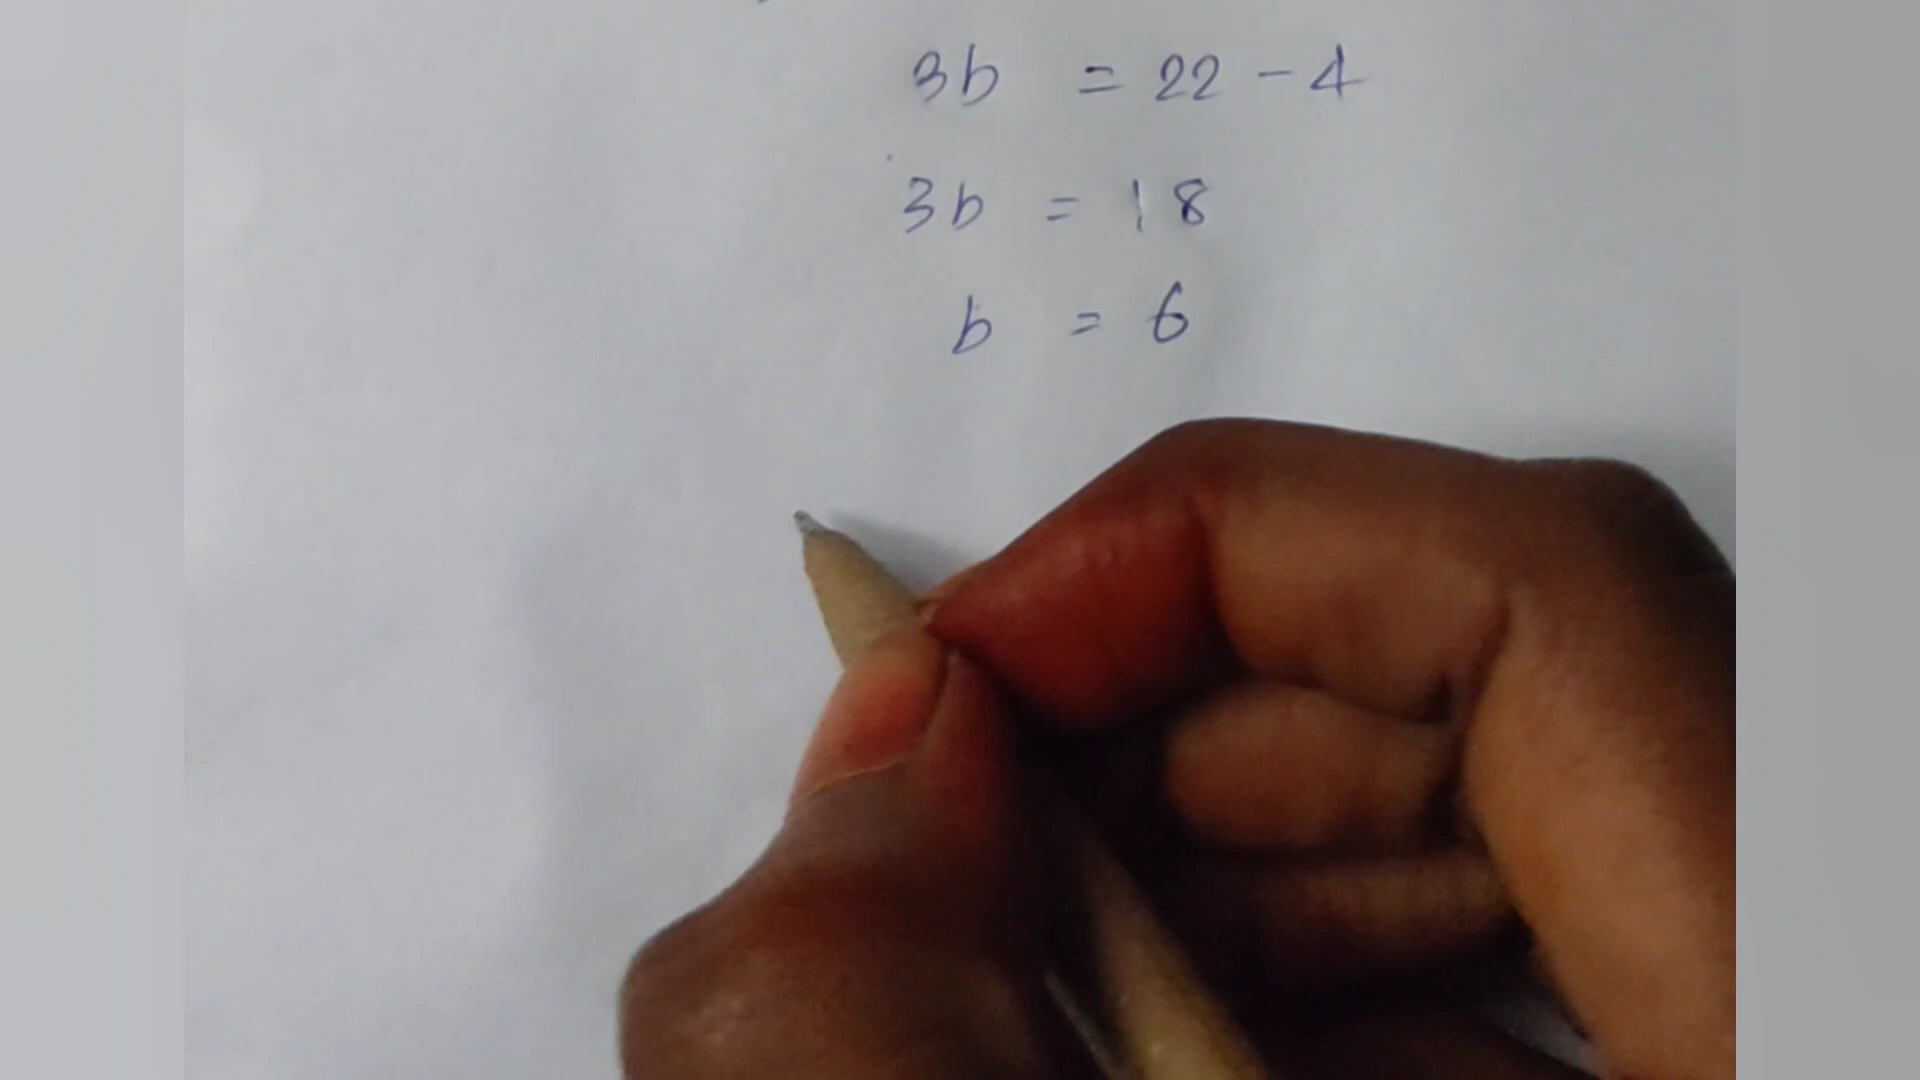 3b = 22 - 4
3b = 18
b = 6